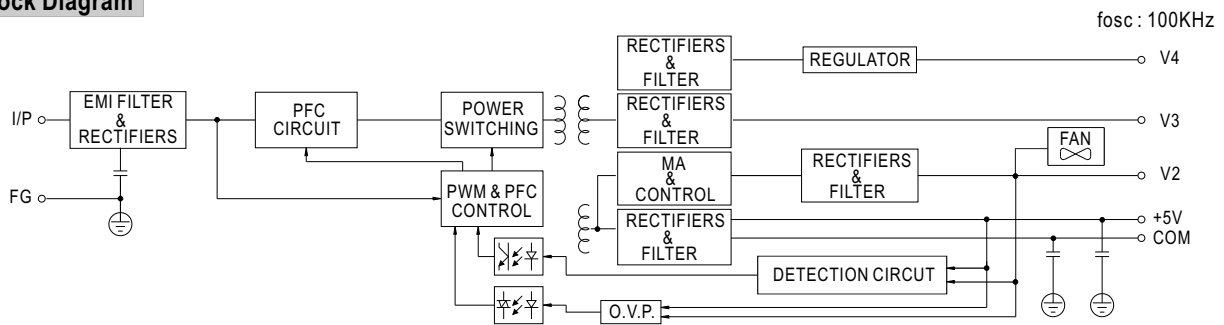 ock Diagram
fosc : 100KHz
RECTIFIERS
&
FILTER
REGULATOR
V4
I/P
EMI FILTER
&
RECTIFIERS
PFC
CIRCUIT
POWER
SWITCHING
RECTIFIERS
&
FILTER
V3
FAN
MA
&
CONTROL
RECTIFIERS
&
FILTER
V2
FG
PWM & PFC
CONTROL
RECTIFIERS
&
FILTER
+5V
COM
DETECTION CIRCUT
O.V.P.